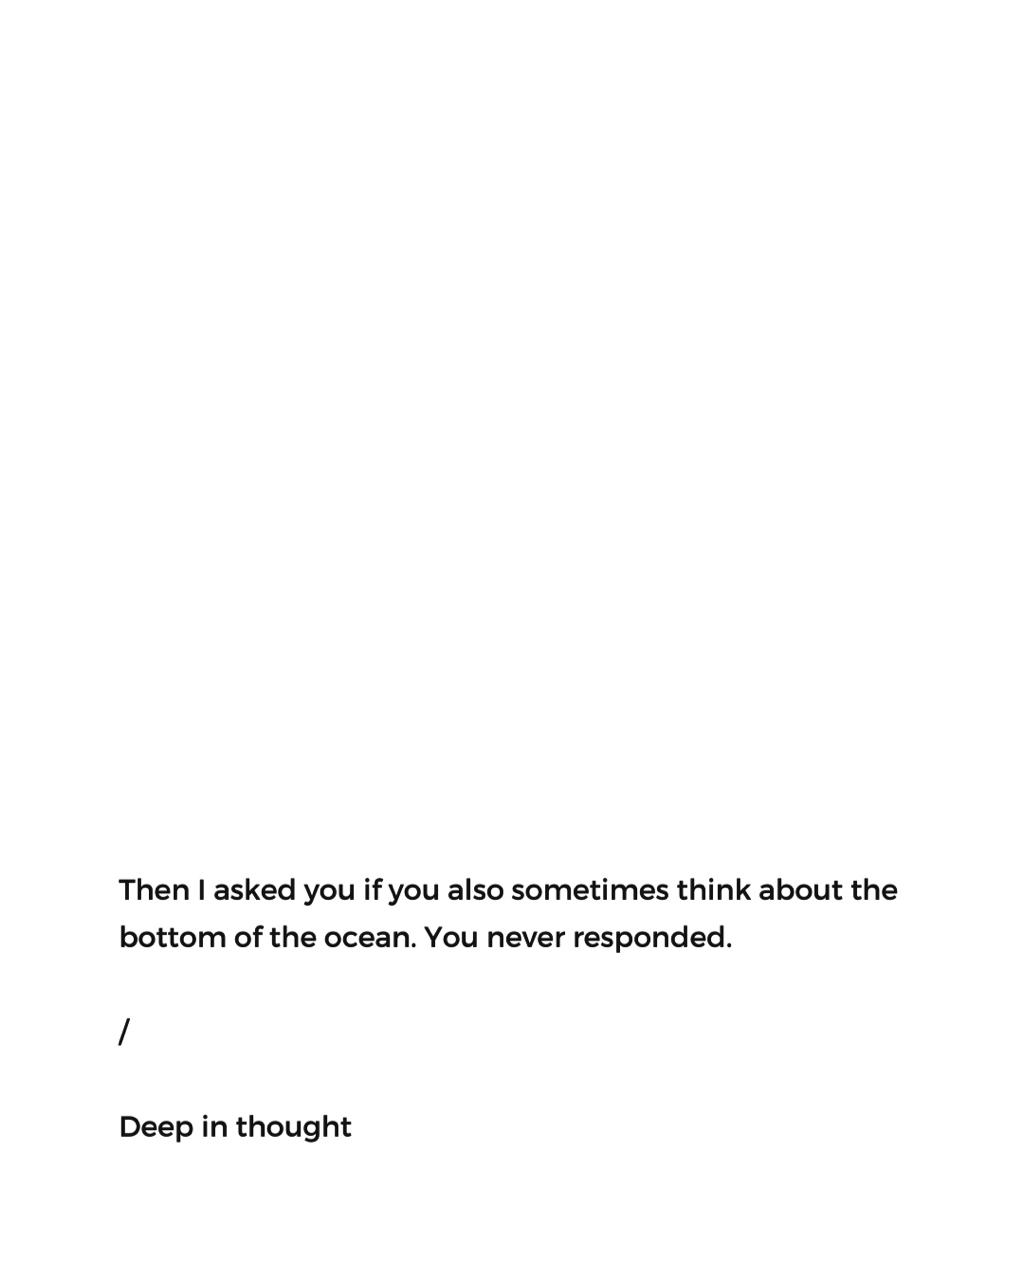 Then I asked you if you also sometimes think about the
bottom of the ocean. You never responded.
/
Deep in thought